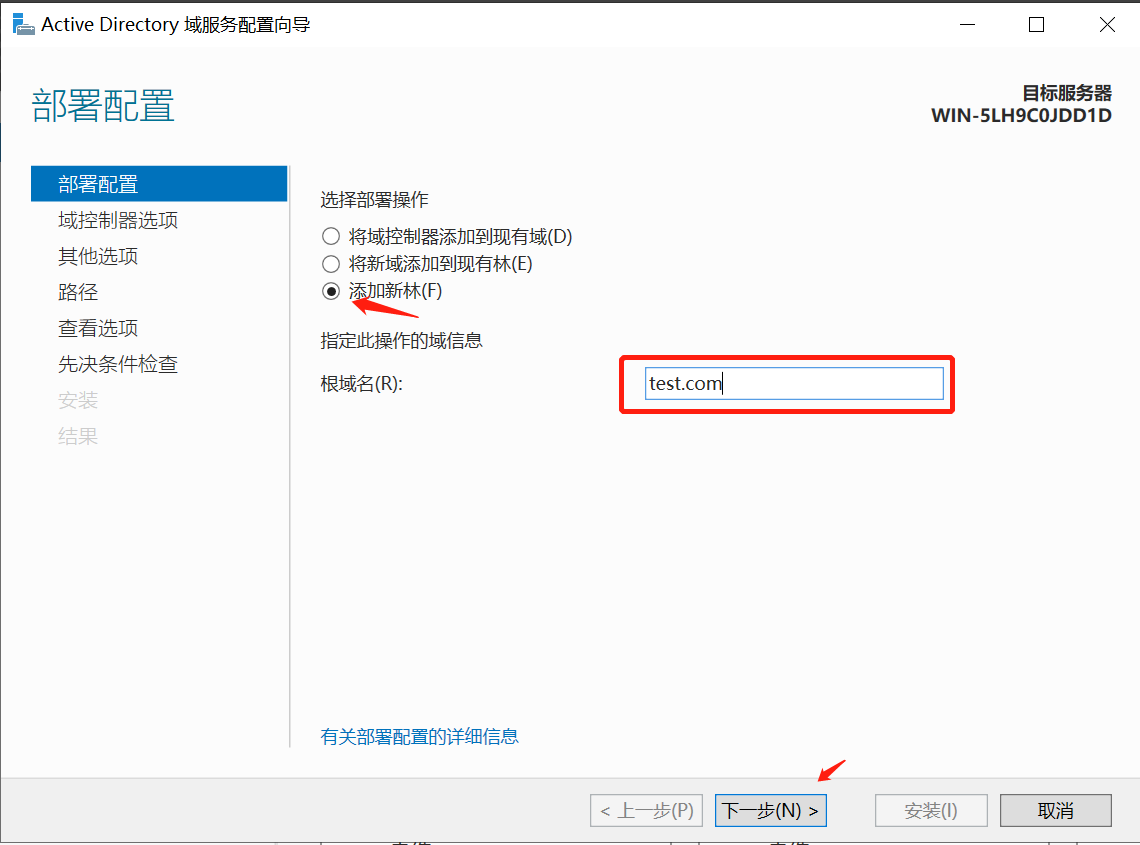 Active Directory 域服务配置向导
部署配置
目标服务器
WIN-5LH9C0JDD1D
部署配置
域控制器选项
其他选项
路径
查看选项
先决条件检查
安装
结果
选择部署操作
将域控制器添加到现有域(D)
将新域添加到现有林(E)
添加新林(F)
指定此操作的域信息
根域名(R):
test.com
有关部署配置的详细信息
< 上一步(P)
下一步(N) >
安装(I)
取消